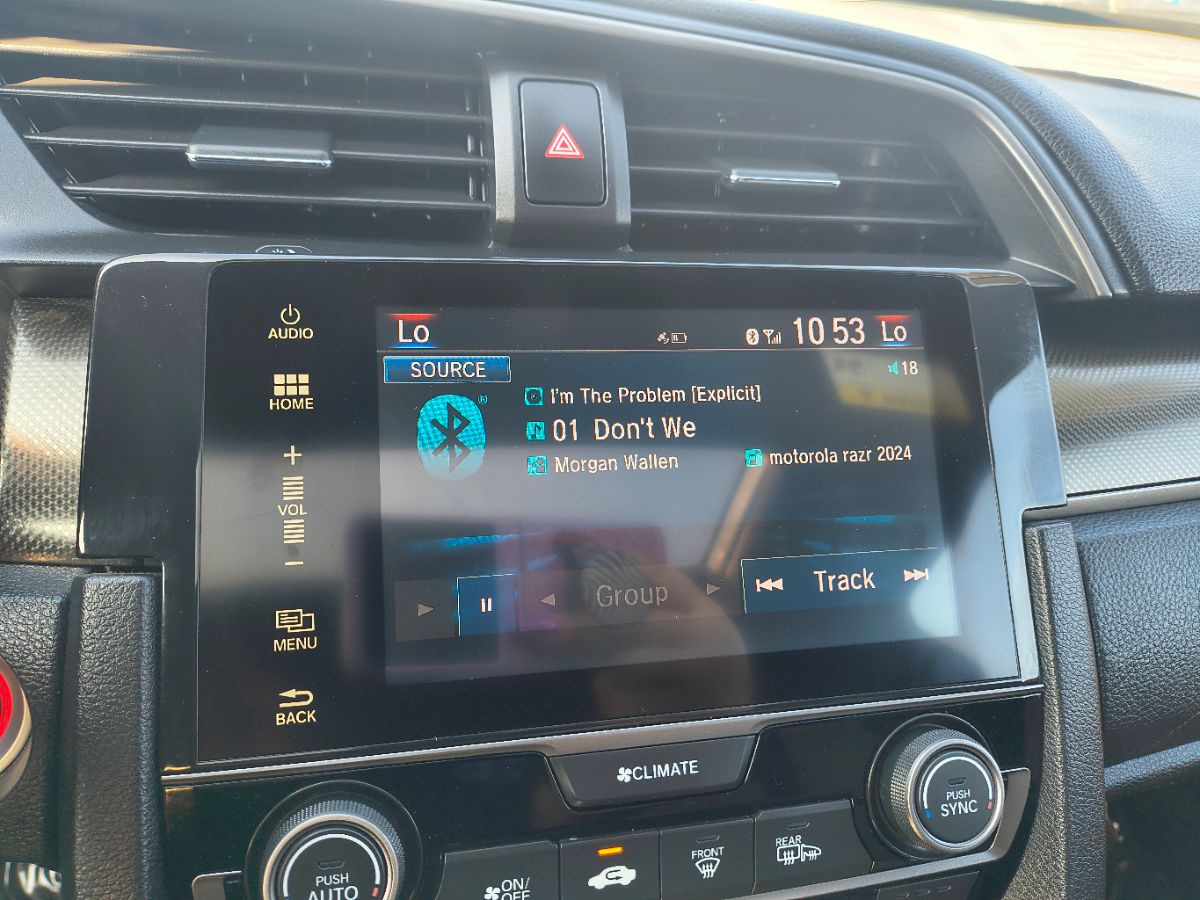 AUDIO
HOME
+
VOL
-
MENU
BACK
Lo
10 53
Lo
SOURCE
18
®
I'm The Problem [Explicit]
01 Don't We
Morgan Wallen
motorola razr 2024
Group
Track
CLIMATE
PUSH
AUTO
ON/
OFF
FRONT
REAR
PUSH
SYNC